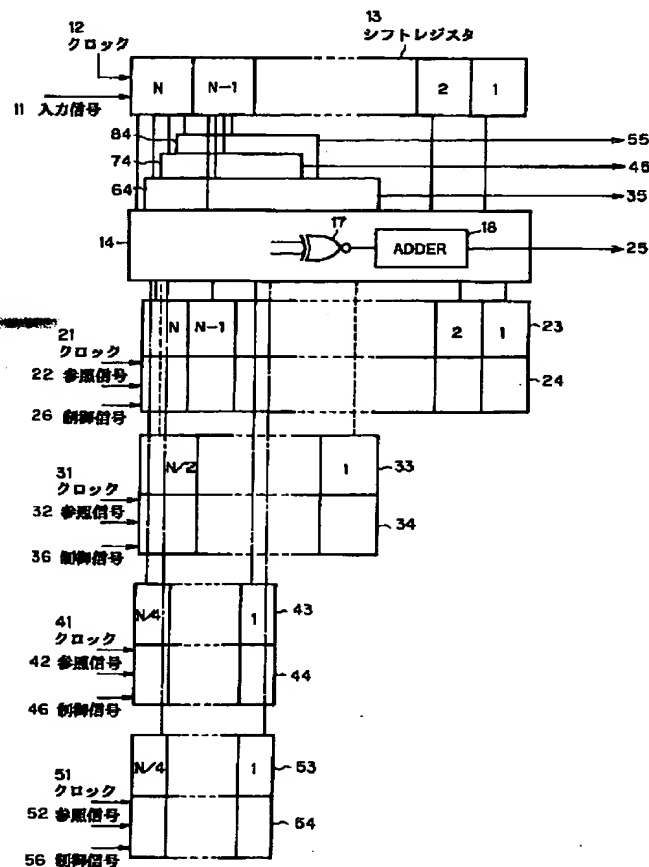 13
シフトレジスタ
12
クロック
N
N-1
2
1
11 入力信号
84
55
74
45
64
35
17
18
14
ADDER
25
21
クロック
N
N-1
2
1
23
22 参照信号
24
26 制御信号
31
クロック
N/2
1
33
32 参照信号
34
36 制御信号
41
クロック
N/4
1
43
42 参照信号
44
46 制御信号
51
クロック
N/4
1
53
52 参照信号
54
56 制御信号